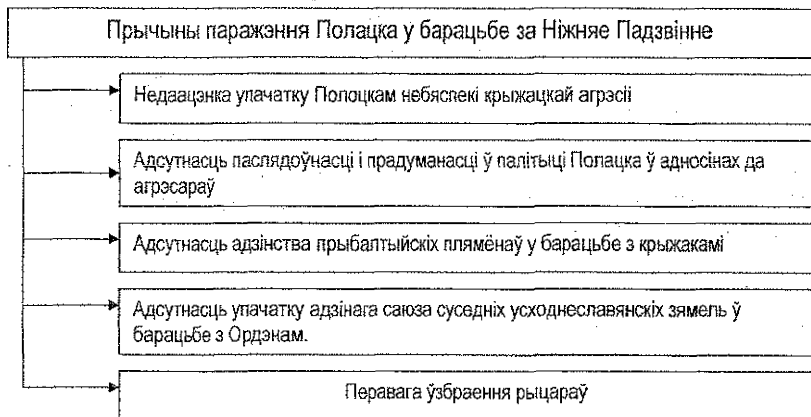 Прычыны паражэння Полацка у барацьбе за Ніжняе Падзвінне
Недаацэнка упачатку Полоцкам небяспекі крыжацкай агрэсіі
Адсутнасць паслядоўнасці і прадуманасці ў палітыцы Полацка ў адносінах да
агрэсараў
Адсутнасць адзінства прыбалтыйскіх плямёнаў у барацьбе з крыжакамі
Адсутнасць упачатку адзінага саюза суседніх усходнеславянскіх зямель ў
барацьбе з Ордэнам.
Перавага ўзбраення рыцараў